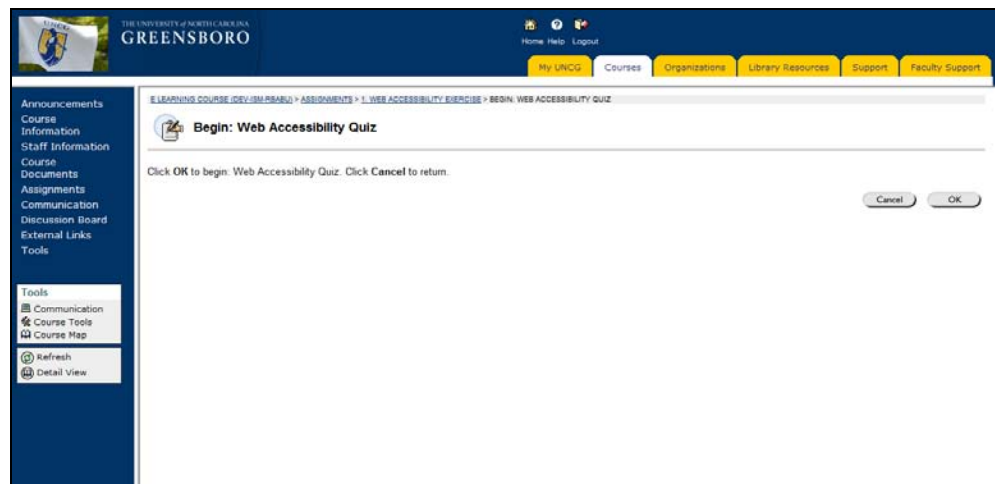 THE UNIVERSITY of NORTH CAROLINA
GREENSBORO
Home Help Logout
My UNCG Courses Organizations Library Resources Support Faculty Support
E LEARNING COURSE (DEV-ISM-RBABU) > ASSIGNMENTS > 1. WEB ACCESSIBILITY EXERCISE > BEGIN: WEB ACCESSIBILITY QUIZ
Begin: Web Accessibility Quiz
Click OK to begin: Web Accessibility Quiz. Click Cancel to return.
Cancel OK
Announcements
Course
Information
Staff Information
Course
Documents
Assignments
Communication
Discussion Board
External Links
Tools
Tools
Communication
Course Tools
Course Map
Refresh
Detail View